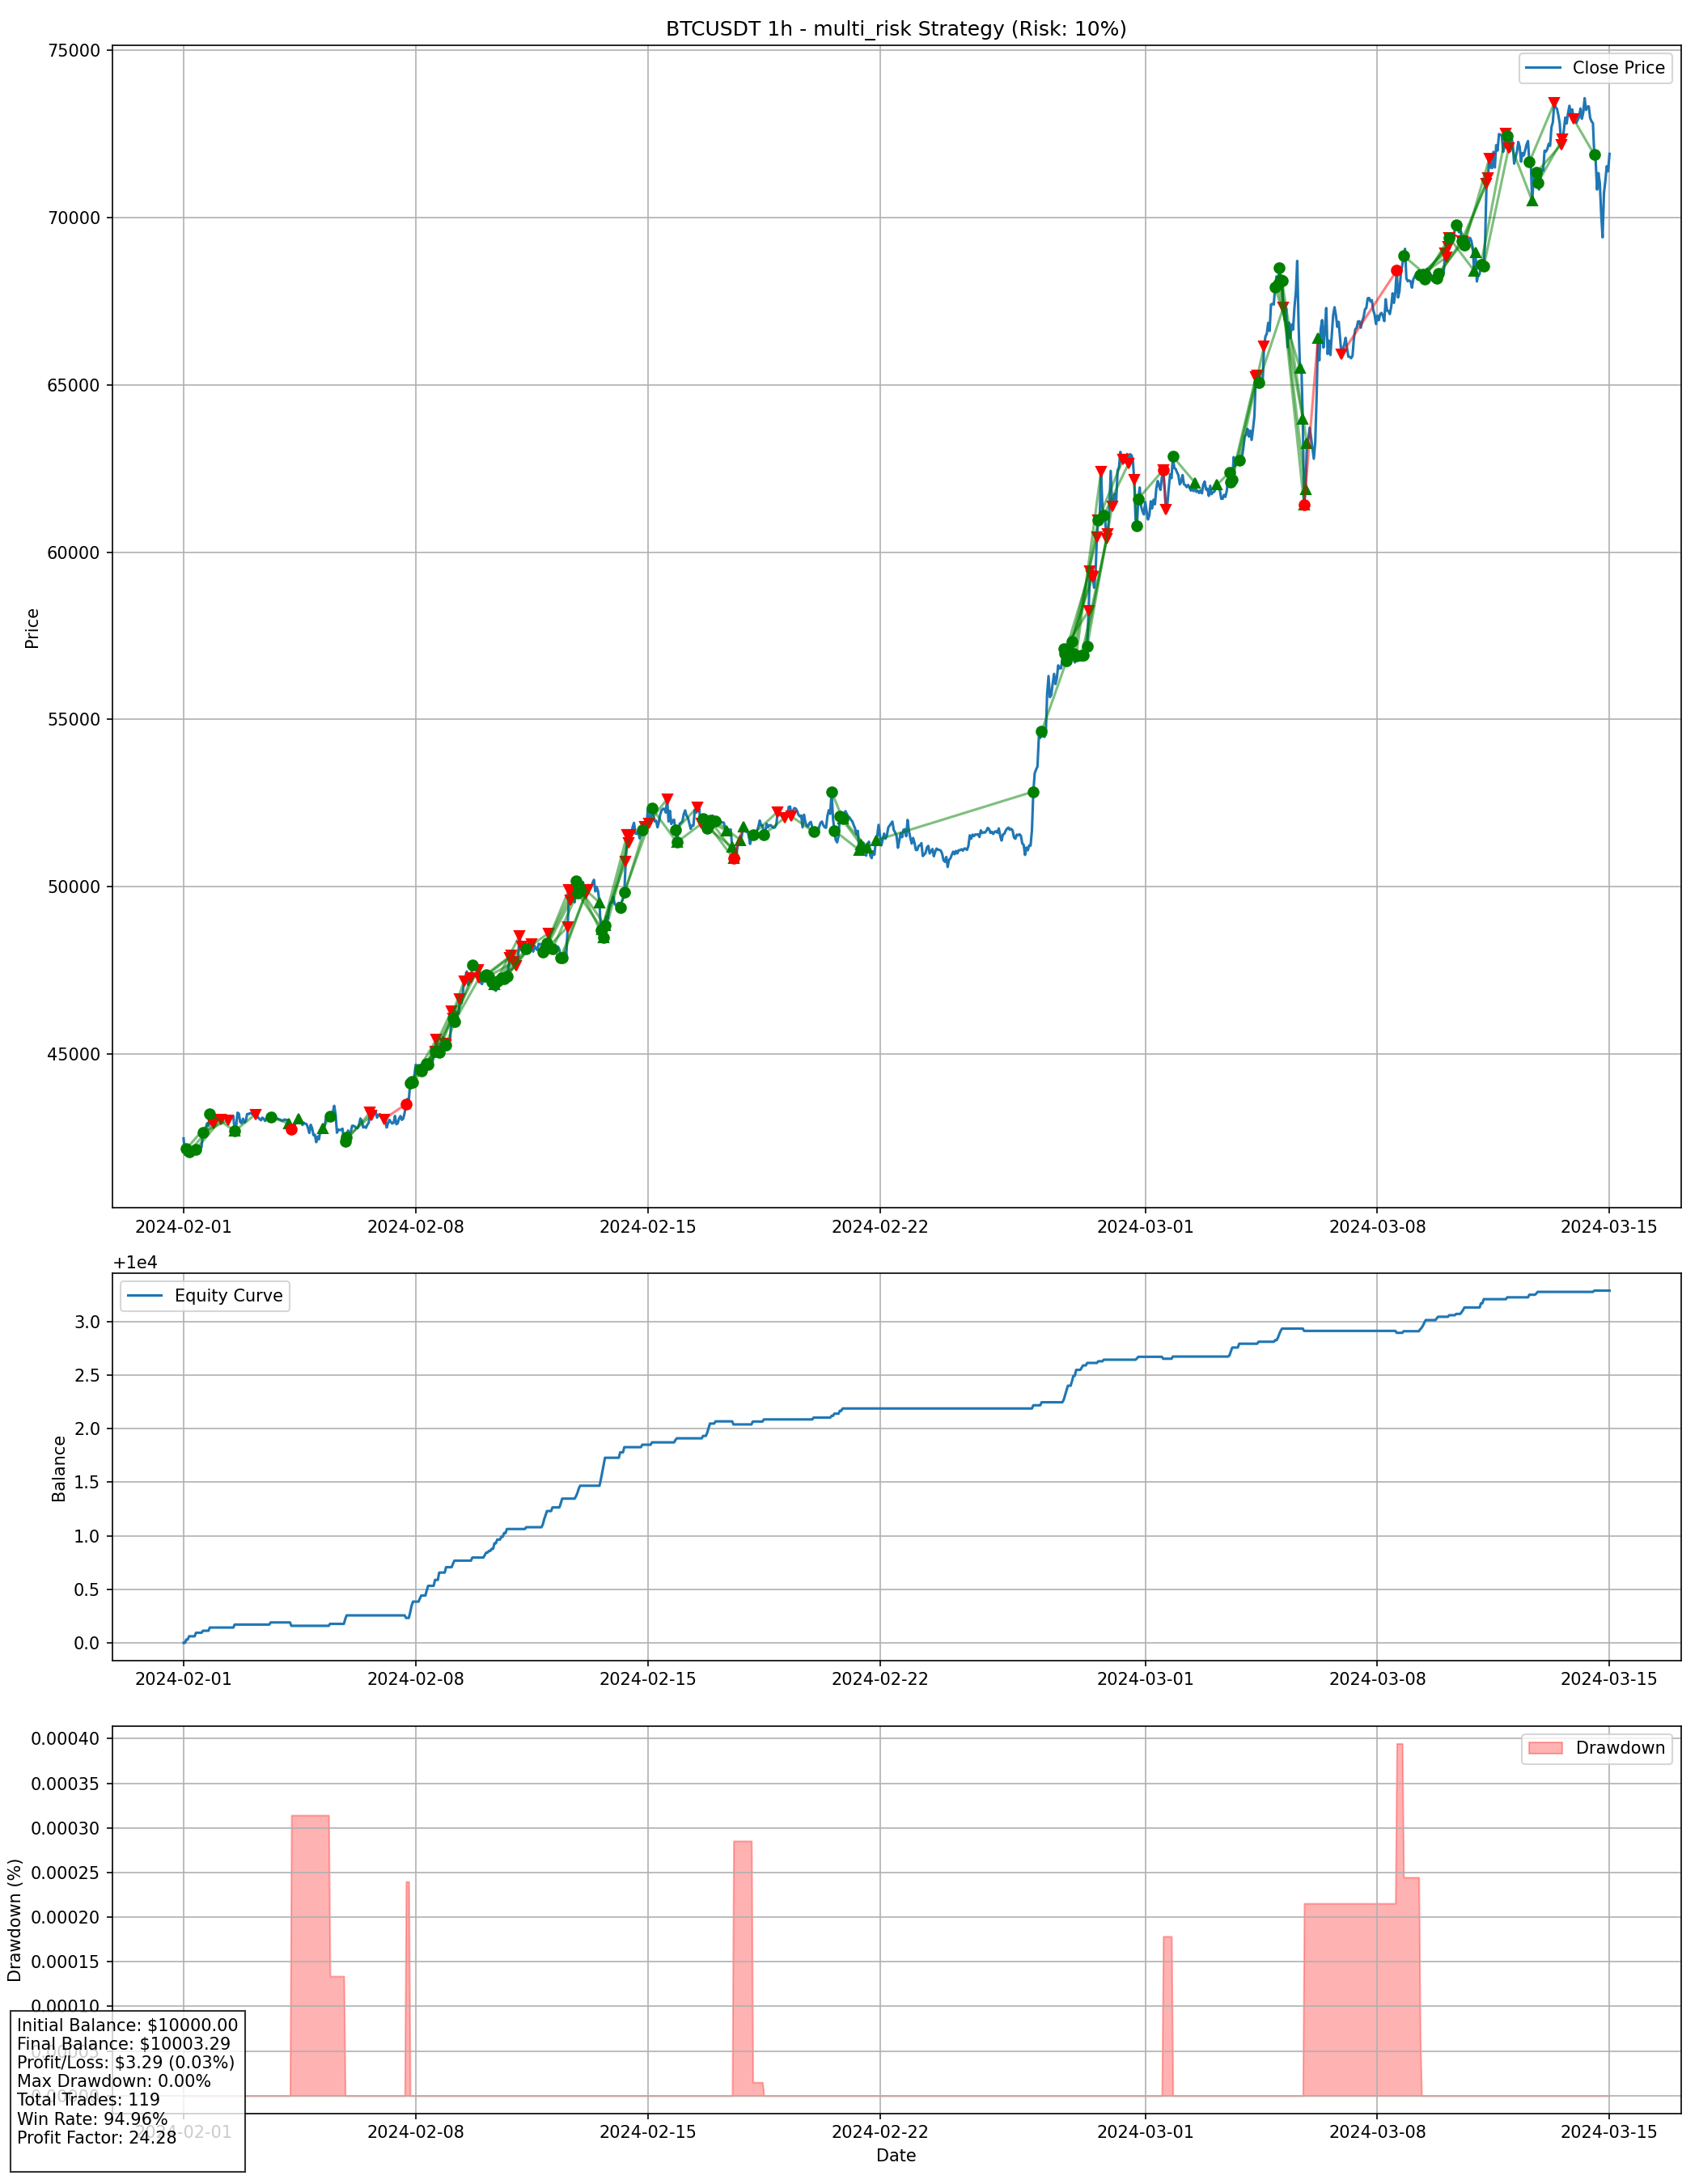 BTCUSDT 1h - multi_risk Strategy (Risk: 10%)
Close Price
75000
70000
65000
60000
55000
50000
45000
Price
2024-02-01 2024-02-08 2024-02-15 2024-02-22 2024-03-01 2024-03-08 2024-03-15
+1e4
Equity Curve
3.0
2.5
2.0
1.5
1.0
0.5
0.0
Balance
2024-02-01 2024-02-08 2024-02-15 2024-02-22 2024-03-01 2024-03-08 2024-03-15
Drawdown
0.00040
0.00035
0.00030
0.00025
0.00020
0.00015
0.00010
Drawdown (%)
Initial Balance: $10000.00
Final Balance: $10003.29
Profit/Loss: $3.29 (0.03%)
Max Drawdown: 0.00%
Total Trades: 119
Win Rate: 94.96%
Profit Factor: 24.28
2024-02-01 2024-02-08 2024-02-15 2024-02-22 2024-03-01 2024-03-08 2024-03-15
Date